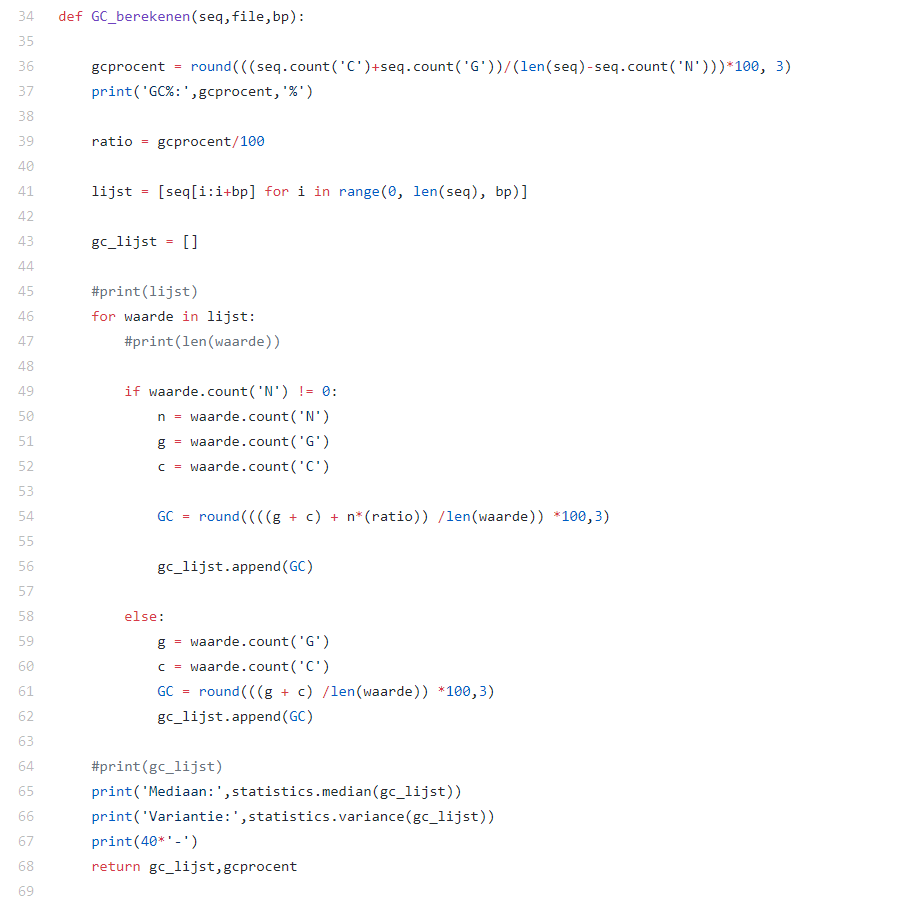 34 def GC_berekenen(seq,file,bp):
35
36     gcprocent = round(((seq.count('C')+seq.count('G'))/(len(seq)-seq.count('N')))*100, 3)
37     print('GC%:',gcprocent,'%')
38
39     ratio = gcprocent/100
40
41     lijst = [seq[i:i+bp] for i in range(0, len(seq), bp)]
42
43     gc_lijst = []
44
45     #print(lijst)
46     for waarde in lijst:
47         #print(len(waarde))
48
49         if waarde.count('N') != 0:
50             n = waarde.count('N')
51             g = waarde.count('G')
52             c = waarde.count('C')
53
54             GC = round((((g + c) + n*(ratio)) /len(waarde)) *100,3)
55
56             gc_lijst.append(GC)
57
58         else:
59             g = waarde.count('G')
60             c = waarde.count('C')
61             GC = round(((g + c) /len(waarde)) *100,3)
62             gc_lijst.append(GC)
63
64     #print(gc_lijst)
65     print('Mediaan:',statistics.median(gc_lijst))
66     print('Variantie:',statistics.variance(gc_lijst))
67     print(40*'-')
68     return gc_lijst,gcprocent
69